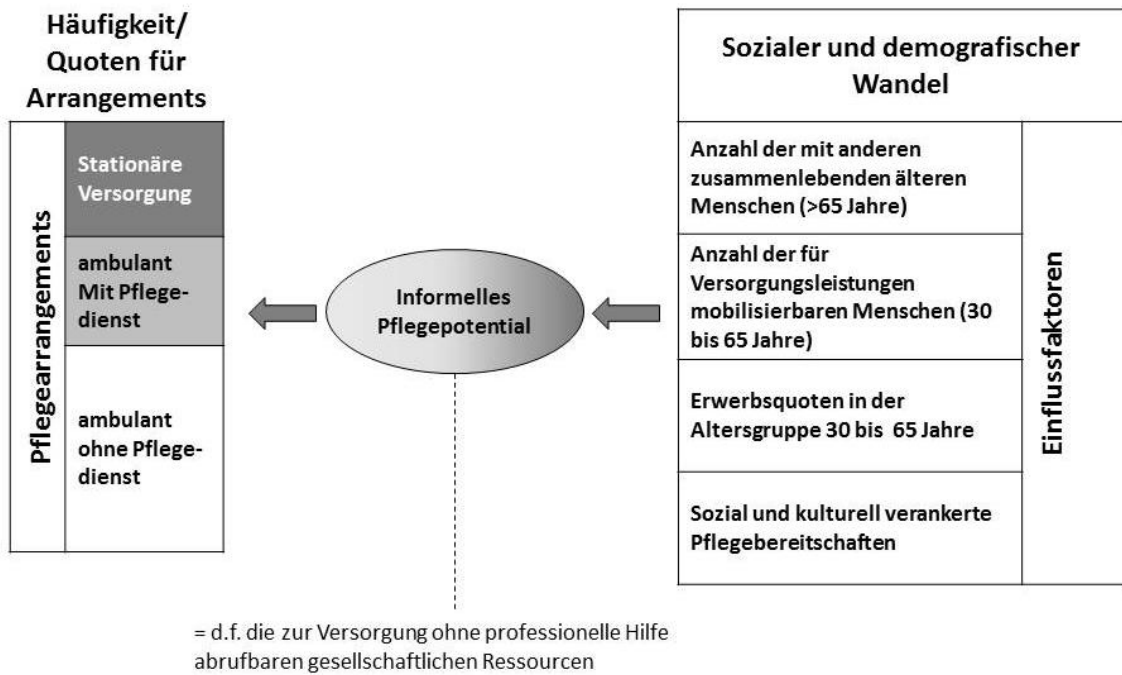 Häufigkeit/
Quoten für
Arrangements
Pflegearrangements
Stationäre
Versorgung
ambulant
Mit Pflege-
dienst
ambulant
ohne Pflege-
dienst
Informelles
Pflegepotential
= d.f. die zur Versorgung ohne professionelle Hilfe
abrufbaren gesellschaftlichen Ressourcen
Sozialer und demografischer
Wandel
Anzahl der mit anderen
zusammenlebenden älteren
Menschen (>65 Jahre)
Anzahl der für
Versorgungsleistungen
mobilisierbaren Menschen (30
bis 65 Jahre)
Erwerbsquoten in der
Altersgruppe 30 bis  65 Jahre
Sozial und kulturell verankerte
Pflegebereitschaften
Einflussfaktoren